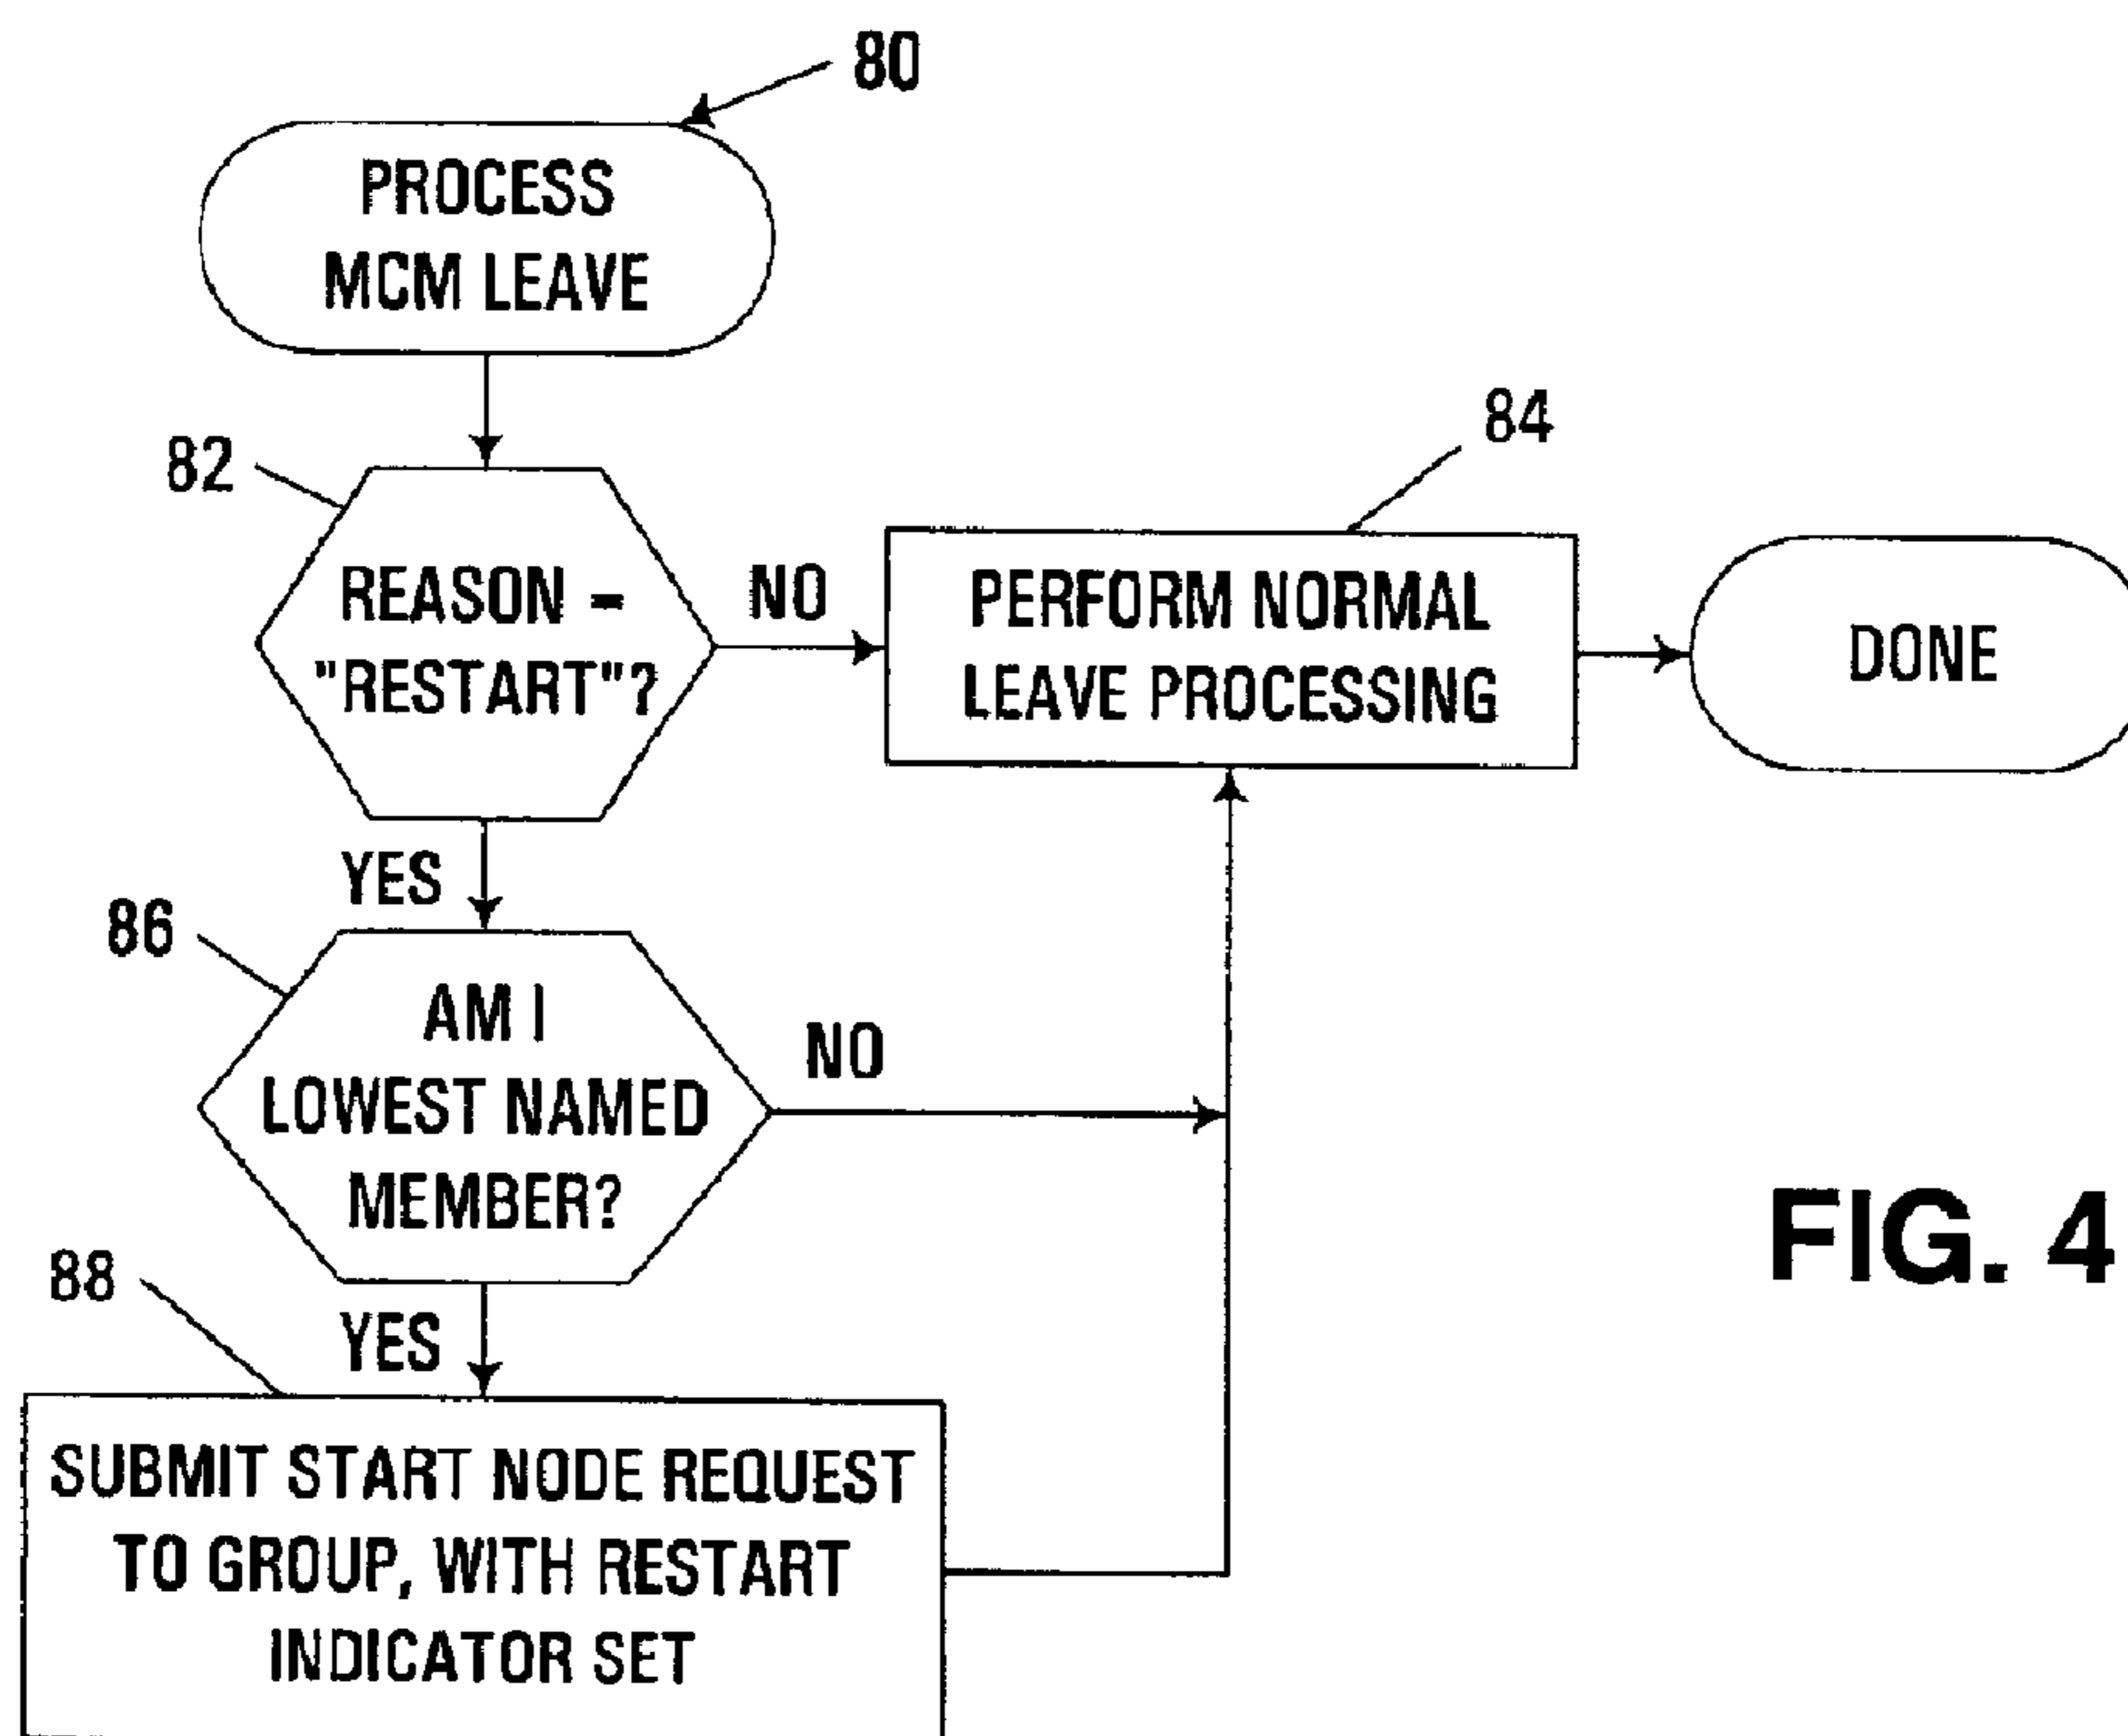 80
PROCESS
MCM LEAVE
82
REASON =
"RESTART"?
NO
84
PERFORM NORMAL
LEAVE PROCESSING
DONE
YES
86
AM I
LOWEST NAMED
MEMBER?
NO
YES
88
SUBMIT START NODE REQUEST
TO GROUP, WITH RESTART
INDICATOR SET
FIG. 4